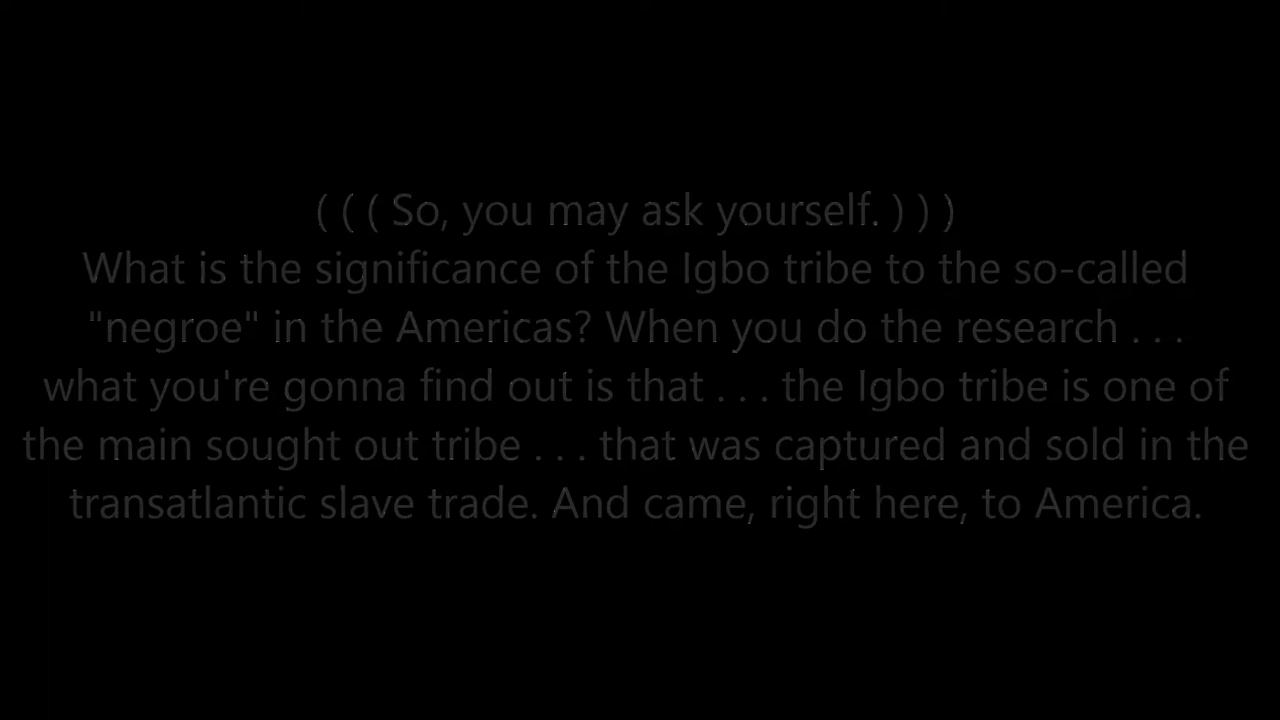 ( ( ( So, you may ask yourself. ) ) )
What is the significance of the Igbo tribe to the so-called
"negroe" in the Americas? When you do the research . . .
what you're gonna find out is that . . . the Igbo tribe is one of
the main sought out tribe . . . that was captured and sold in the
transatlantic slave trade. And came, right here, to America.